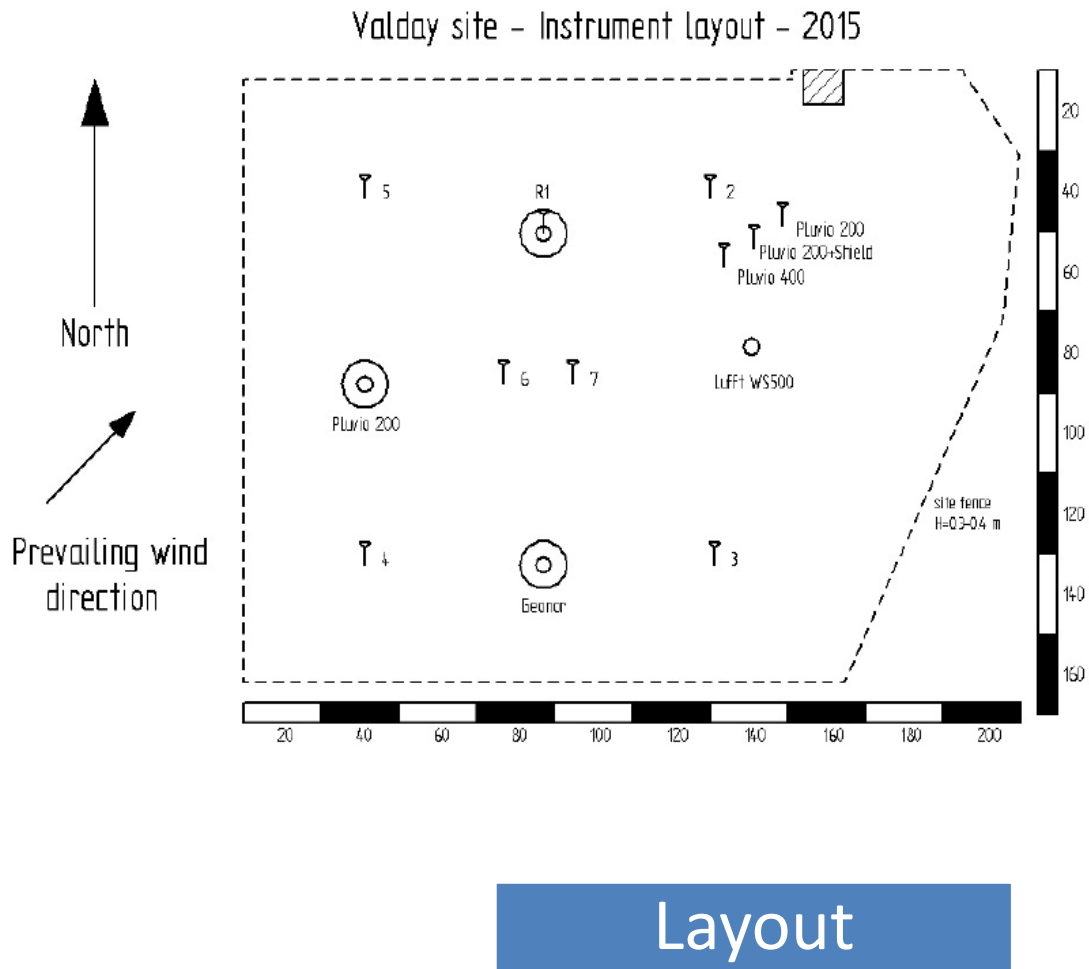 Valday site - Instrument layout - 2015
5
R1
2
Pluvio 200
Pluvio 200+Shield
Pluvio 400
North
6
7
Lufft WS500
Pluvio 200
Prevailing wind
direction
site fence
H=0.3-0.4 m
4
3
Geonor
20
40
60
80
100
120
140
160
20
40
60
80
100
120
140
160
180
200
Layout